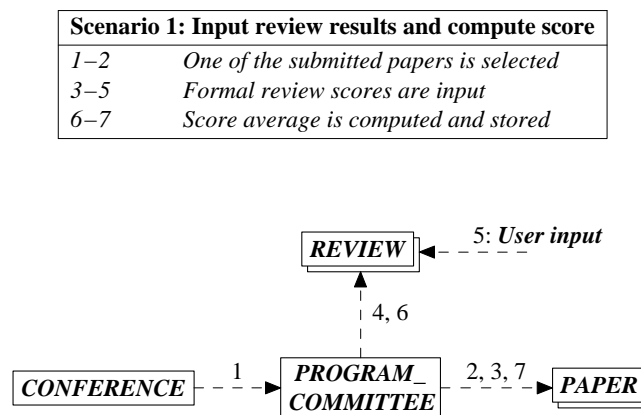 Scenario 1: Input review results and compute score
1–2 One of the submitted papers is selected
3–5 Formal review scores are input
6–7 Score average is computed and stored
REVIEW
5: User input
4, 6
CONFERENCE
1
PROGRAM_
COMMITTEE
2, 3, 7
PAPER